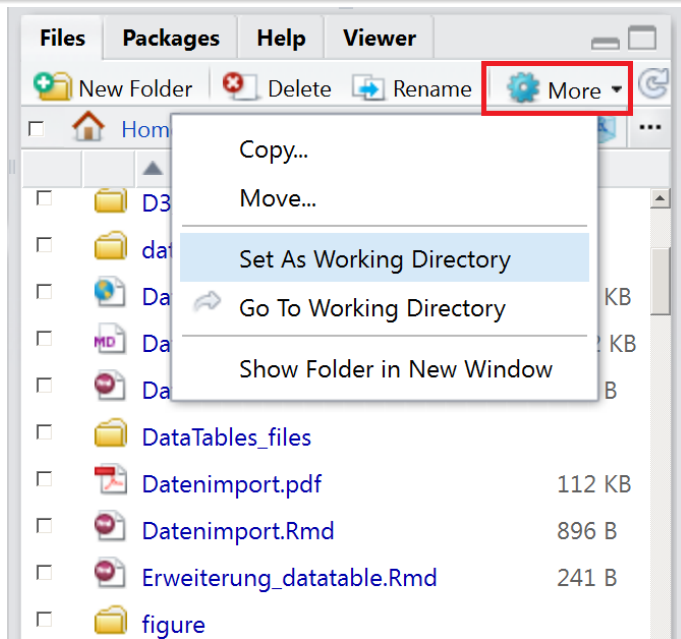 Files Packages Help Viewer
New Folder Delete Rename More
Home
Copy...
Move...
D3
Set As Working Directory
KB
Go To Working Directory
KB
Show Folder in New Window
B
DataTables_files
Datenimport.pdf 112 KB
Datenimport.Rmd 896 B
Erweiterung_datatable.Rmd 241 B
figure